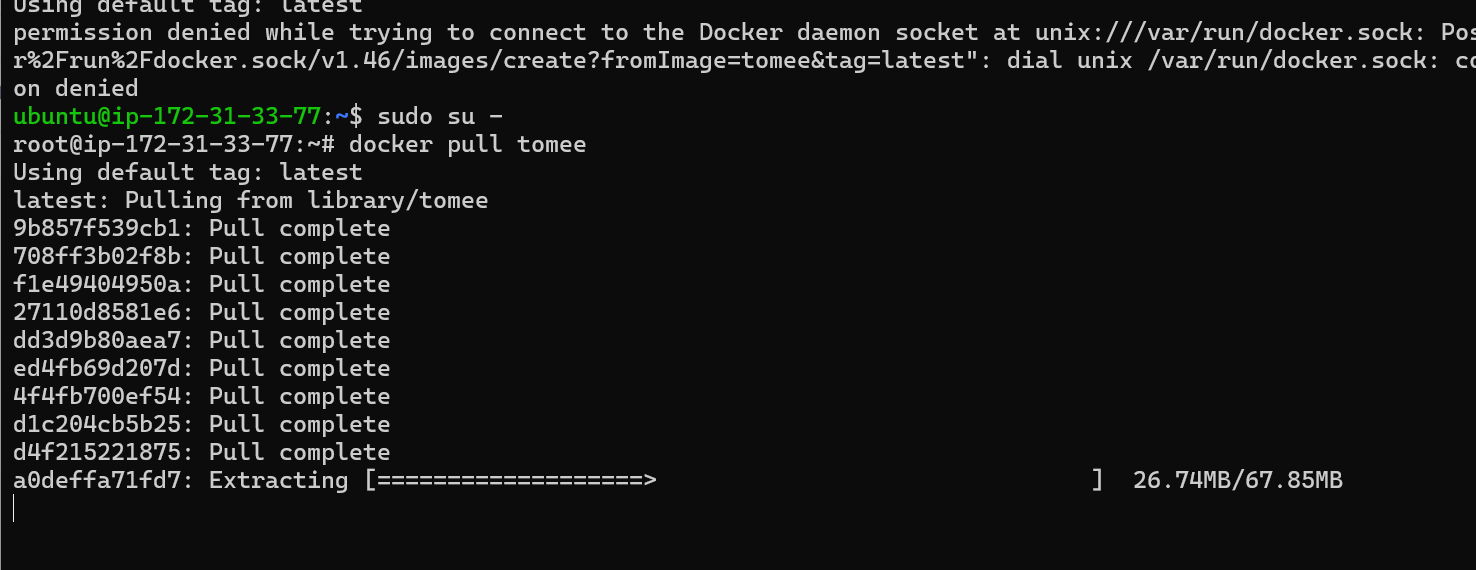 Using default tag: latest
permission denied while trying to connect to the Docker daemon socket at unix:///var/run/docker.sock: Pos
r%2Frun%2Fdocker.sock/v1.46/images/create?fromImage=tomee&tag=latest": dial unix /var/run/docker.sock: co
on denied
ubuntu@ip-172-31-33-77:~$ sudo su -
root@ip-172-31-33-77:~# docker pull tomee
Using default tag: latest
latest: Pulling from library/tomee
9b857f539cb1: Pull complete
708ff3b02f8b: Pull complete
f1e49404950a: Pull complete
27110d8581e6: Pull complete
dd3d9b80aea7: Pull complete
ed4fb69d207d: Pull complete
4f4fb700ef54: Pull complete
d1c204cb5b25: Pull complete
d4f215221875: Pull complete
a0deffa71fd7: Extracting [===================>                               ]  26.74MB/67.85MB